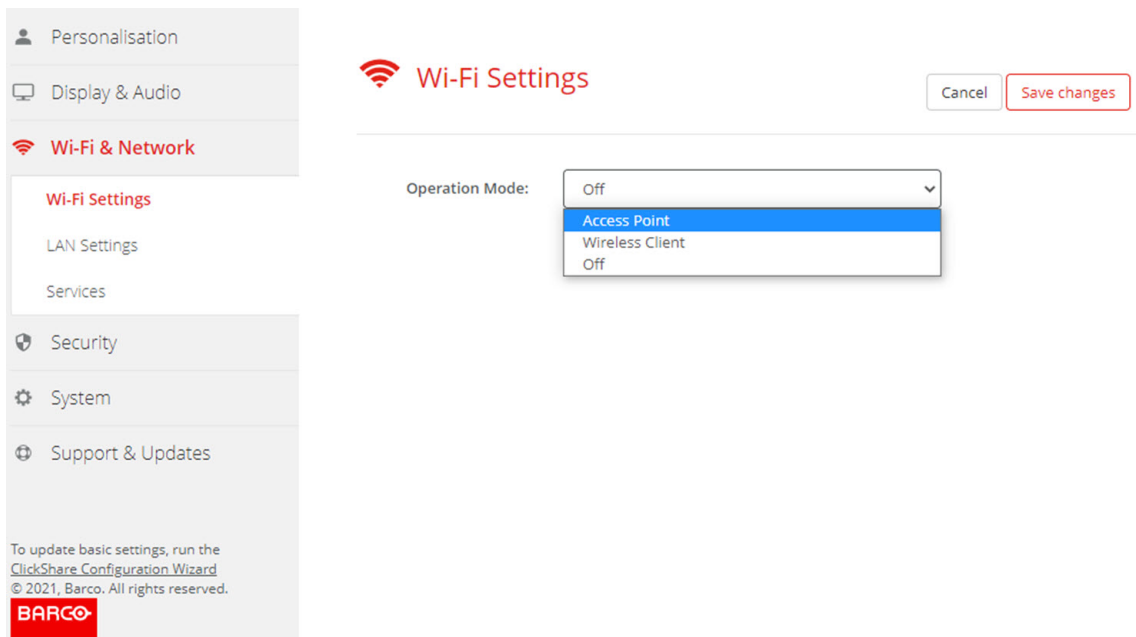 Personalisation
Display & Audio
Wi-Fi & Network
Wi-Fi Settings
LAN Settings
Services
Security
System
Support & Updates
To update basic settings, run the
ClickShare Configuration Wizard
© 2021, Barco. All rights reserved.
BARCO
Wi-Fi Settings
Cancel
Save changes
Operation Mode:
Off
Access Point
Wireless Client
Off